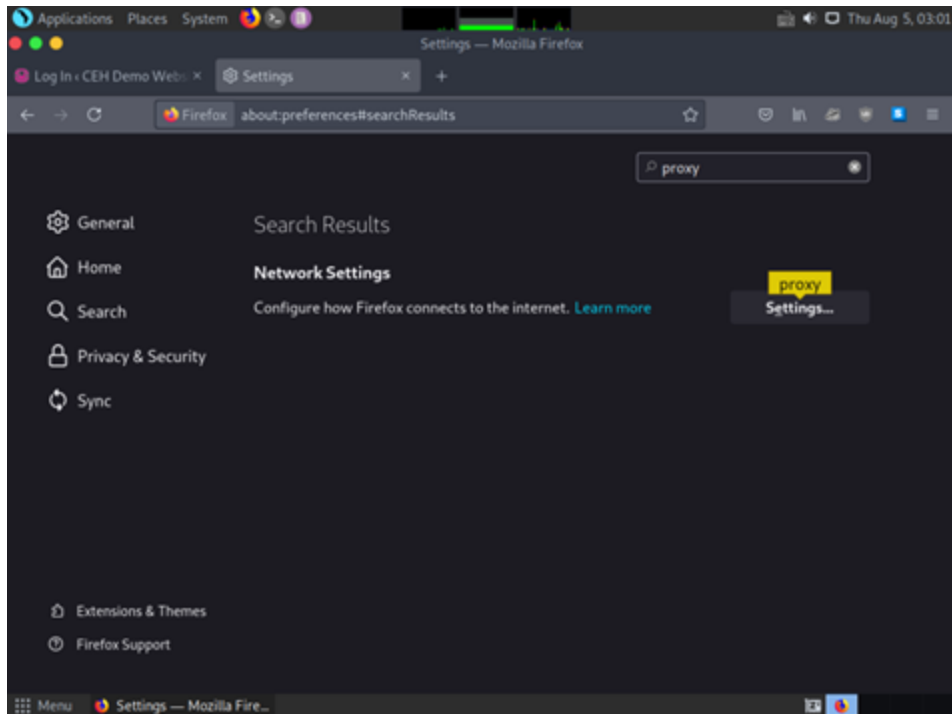 Applications Places System Thu Aug 5, 03:01
Settings — Mozilla Firefox
Log In ‹ CEH Demo Webs × Settings × +
Firefox about:preferences#searchResults
proxy
General
Search Results
Home
Network Settings
proxy
Search
Configure how Firefox connects to the internet. Learn more
Settings...
Privacy & Security
Sync
Extensions & Themes
Firefox Support
Menu Settings — Mozilla Fire...